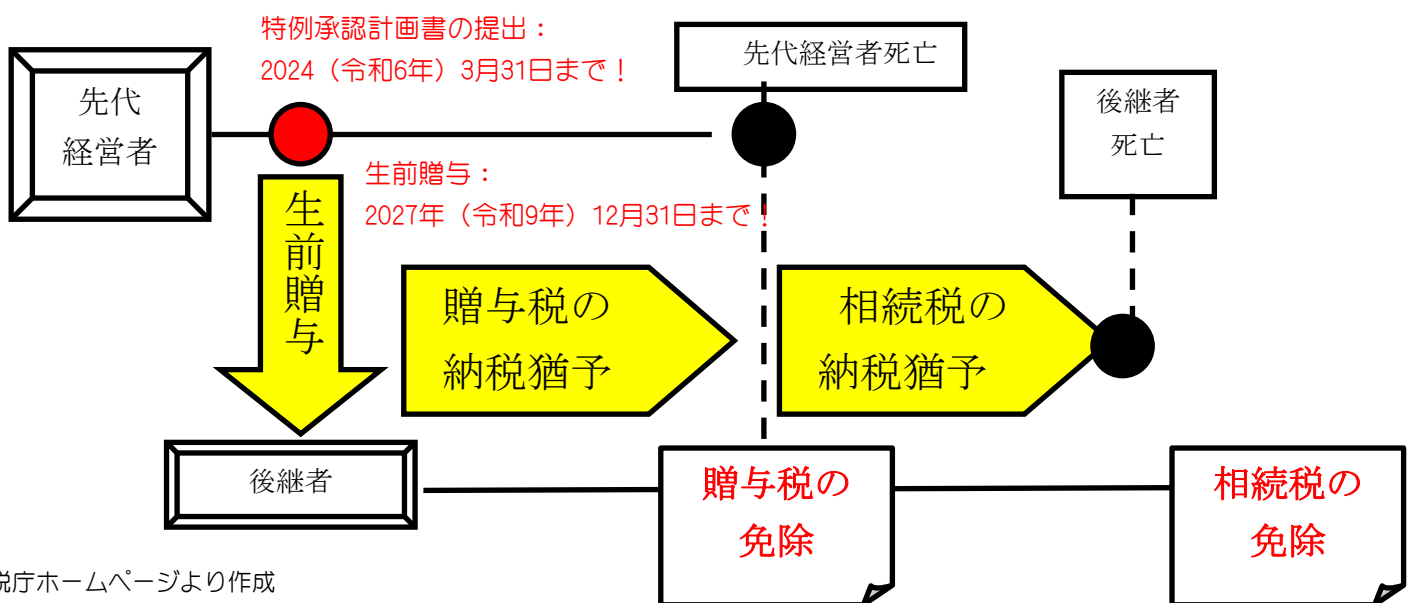 特例承認計画書の提出：
2024（令和6年）3月31日まで！
先代
経営者
先代経営者死亡
後継者
死亡
生前贈与：
2027年（令和9年）12月31日まで！
生前贈与
贈与税の
納税猶予
相続税の
納税猶予
後継者
贈与税の
免除
相続税の
免除
税庁ホームページより作成